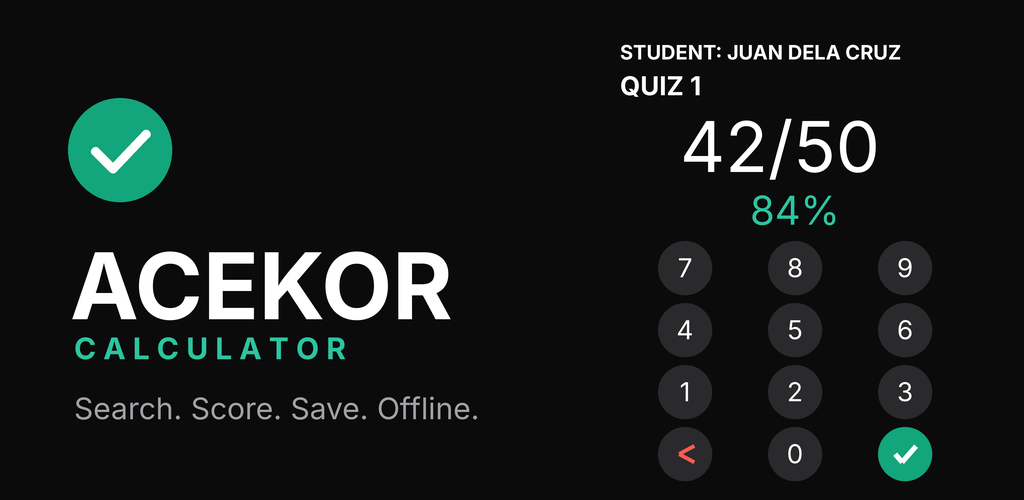 ACEKOR
CALCULATOR
Search. Score. Save. Offline.
STUDENT: JUAN DELA CRUZ
QUIZ 1
42/50
84%
7 8 9
4 5 6
1 2 3
< 0